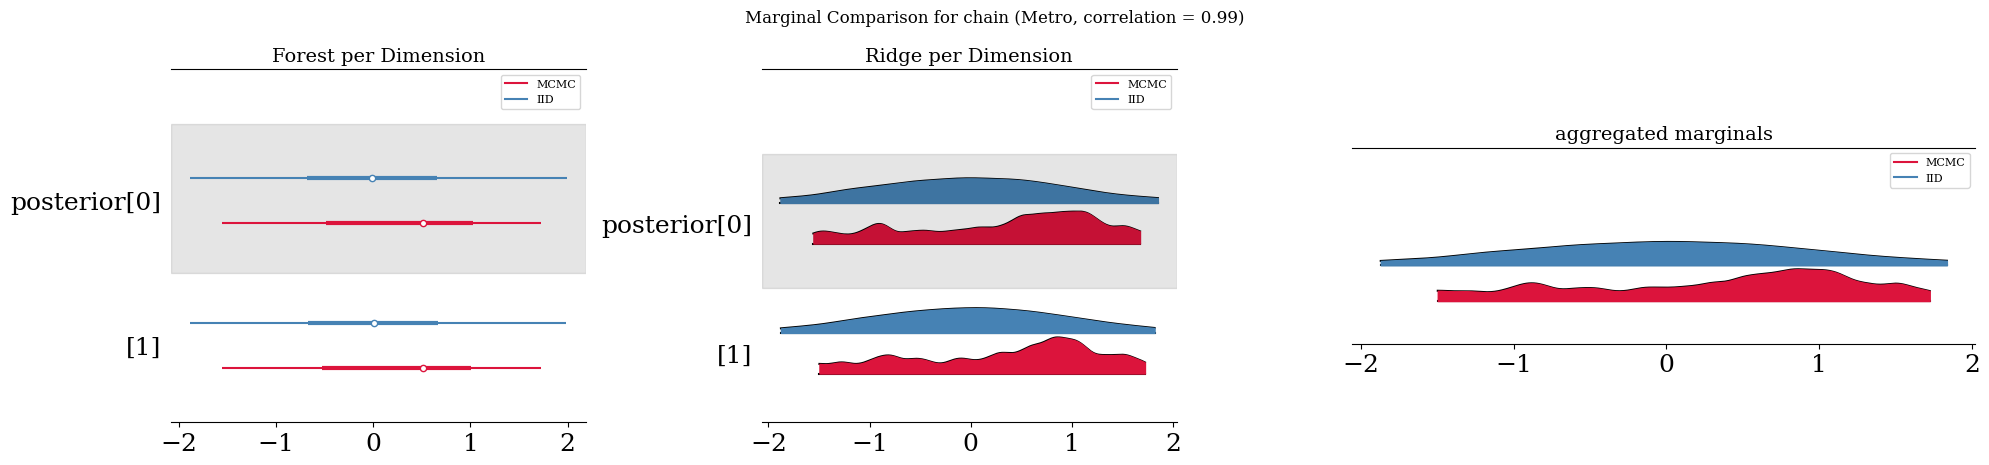 Marginal Comparison for chain (Metro, correlation = 0.99)
Forest per Dimension
MCMC
IID
posterior[0]
[1]
−2 −1 0 1 2
Ridge per Dimension
MCMC
IID
posterior[0]
[1]
−2 −1 0 1 2
aggregated marginals
MCMC
IID
−2 −1 0 1 2